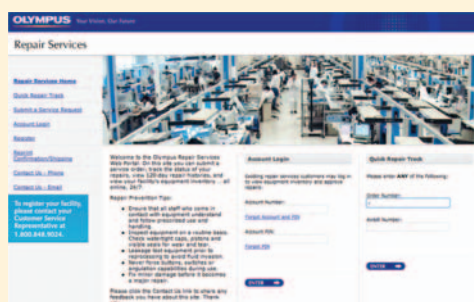 OLYMPUS Your Vision, Our Future
Repair Services
Repair Services Home
Quick Repair Track
Submit a Service Request
Account Login
Register
Confirmation/Shipping
Contact Us - Phone
Contact Us - Email
To register your facility,
please contact your
Customer Service
Representative at
1.800.848.9024.
Welcome to the Olympus Repair Services
Web Portal. On this site you can submit a
service order, track the status of your
repairs, view 120-day repair histories, and
view your facility's equipment inventory ... all
online, 24/7.
Repair Prevention Tips:
• Ensure that all staff who come in
contact with equipment understand
and follow prescribed use and
handling.
• Inspect equipment on a routine basis.
Check watertight caps, pistons and
visible seals for wear and tear.
• Leakage test equipment prior to
reprocessing to avoid fluid invasion.
• Never force buttons, switches or
angulation capabilities during use.
• Fix minor damage before it becomes
a major repair.
Please click the Contact Us link to share any
feedback you have about this site. Thank
Account Login
Existing repair services customers may log in
to view equipment inventory and approve
repairs.
Account Number:
Forgot Account and PIN
Account PIN:
Forgot PIN
ENTER
Quick Repair Track
Please enter ANY of the following:
Order Number:
Serial Number:
ENTER